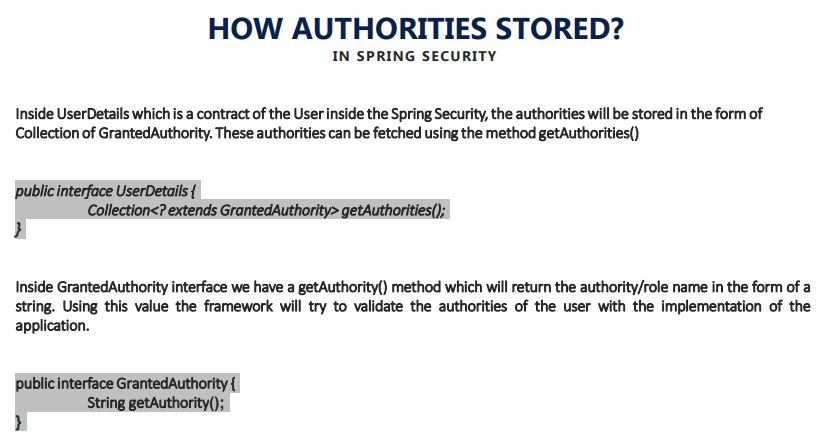 HOW AUTHORITIES STORED?
IN SPRING SECURITY
Inside UserDetails which is a contract of the User inside the Spring Security, the authorities will be stored in the form of
Collection of GrantedAuthority. These authorities can be fetched using the method getAuthorities()
public interface UserDetails {
Collection<? extends GrantedAuthority> getAuthorities();
}
Inside GrantedAuthority interface we have a getAuthority() method which will return the authority/role name in the form of a
string. Using this value the framework will try to validate the authorities of the user with the implementation of the
application.
public interface GrantedAuthority {
String getAuthority();
}